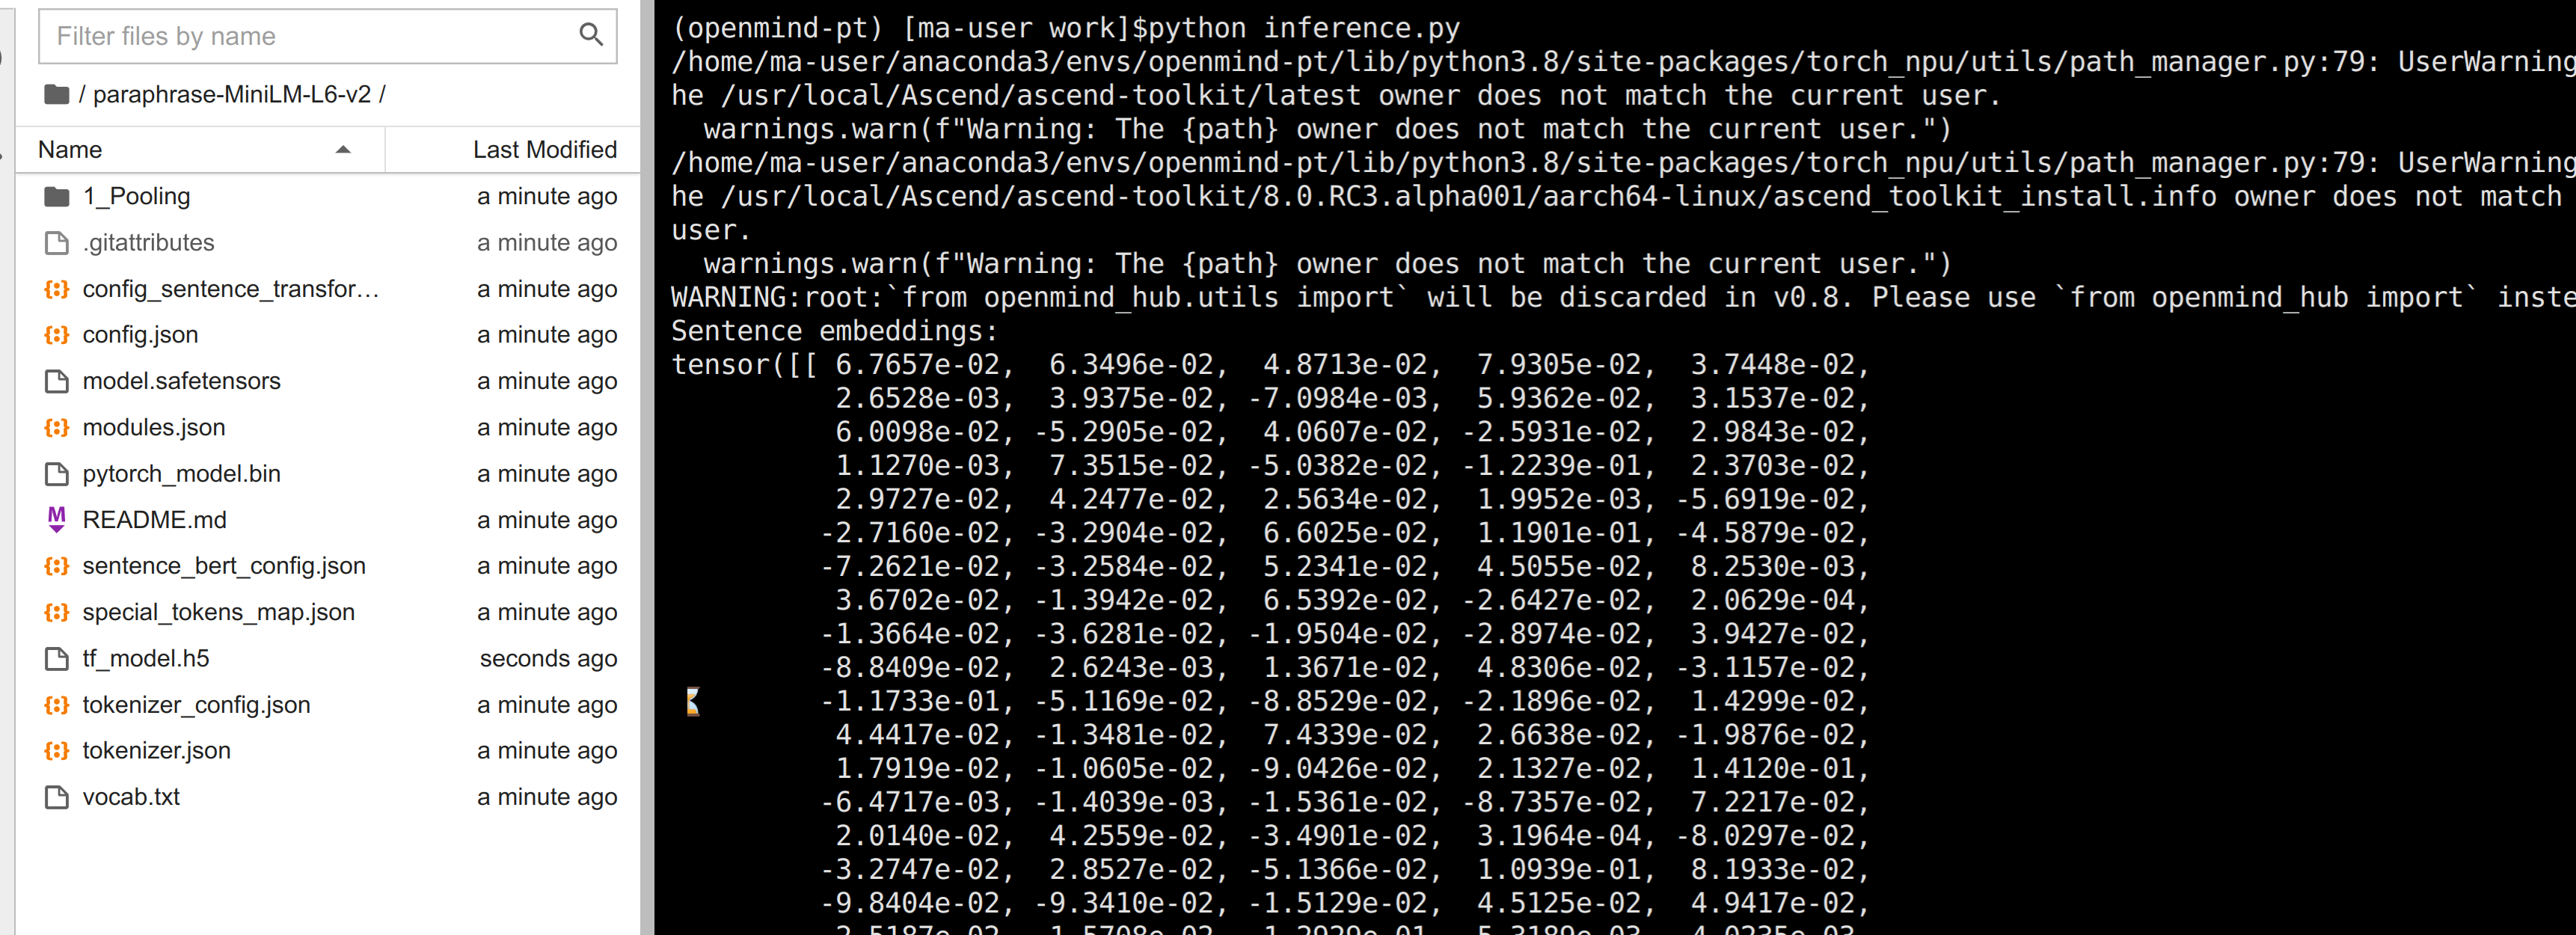 Filter files by name
/ paraphrase-MiniLM-L6-v2 /
Name Last Modified
1_Pooling a minute ago
.gitattributes a minute ago
config_sentence_transfor… a minute ago
config.json a minute ago
model.safetensors a minute ago
modules.json a minute ago
pytorch_model.bin a minute ago
README.md a minute ago
sentence_bert_config.json a minute ago
special_tokens_map.json a minute ago
tf_model.h5 seconds ago
tokenizer_config.json a minute ago
tokenizer.json a minute ago
vocab.txt a minute ago
(openmind-pt) [ma-user work]$python inference.py
/home/ma-user/anaconda3/envs/openmind-pt/lib/python3.8/site-packages/torch_npu/utils/path_manager.py:79: UserWarning
he /usr/local/Ascend/ascend-toolkit/latest owner does not match the current user.
  warnings.warn(f"Warning: The {path} owner does not match the current user.")
/home/ma-user/anaconda3/envs/openmind-pt/lib/python3.8/site-packages/torch_npu/utils/path_manager.py:79: UserWarning
he /usr/local/Ascend/ascend-toolkit/8.0.RC3.alpha001/aarch64-linux/ascend_toolkit_install.info owner does not match
user.
  warnings.warn(f"Warning: The {path} owner does not match the current user.")
WARNING:root:`from openmind_hub.utils import` will be discarded in v0.8. Please use `from openmind_hub import` inste
Sentence embeddings:
tensor([[ 6.7657e-02,  6.3496e-02,  4.8713e-02,  7.9305e-02,  3.7448e-02,
          2.6528e-03,  3.9375e-02, -7.0984e-03,  5.9362e-02,  3.1537e-02,
          6.0098e-02, -5.2905e-02,  4.0607e-02, -2.5931e-02,  2.9843e-02,
          1.1270e-03,  7.3515e-02, -5.0382e-02, -1.2239e-01,  2.3703e-02,
          2.9727e-02,  4.2477e-02,  2.5634e-02,  1.9952e-03, -5.6919e-02,
         -2.7160e-02, -3.2904e-02,  6.6025e-02,  1.1901e-01, -4.5879e-02,
         -7.2621e-02, -3.2584e-02,  5.2341e-02,  4.5055e-02,  8.2530e-03,
          3.6702e-02, -1.3942e-02,  6.5392e-02, -2.6427e-02,  2.0629e-04,
         -1.3664e-02, -3.6281e-02, -1.9504e-02, -2.8974e-02,  3.9427e-02,
         -8.8409e-02,  2.6243e-03,  1.3671e-02,  4.8306e-02, -3.1157e-02,
         -1.1733e-01, -5.1169e-02, -8.8529e-02, -2.1896e-02,  1.4299e-02,
          4.4417e-02, -1.3481e-02,  7.4339e-02,  2.6638e-02, -1.9876e-02,
          1.7919e-02, -1.0605e-02, -9.0426e-02,  2.1327e-02,  1.4120e-01,
         -6.4717e-03, -1.4039e-03, -1.5361e-02, -8.7357e-02,  7.2217e-02,
          2.0140e-02,  4.2559e-02, -3.4901e-02,  3.1964e-04, -8.0297e-02,
         -3.2747e-02,  2.8527e-02, -5.1366e-02,  1.0939e-01,  8.1933e-02,
         -9.8404e-02, -9.3410e-02, -1.5129e-02,  4.5125e-02,  4.9417e-02,